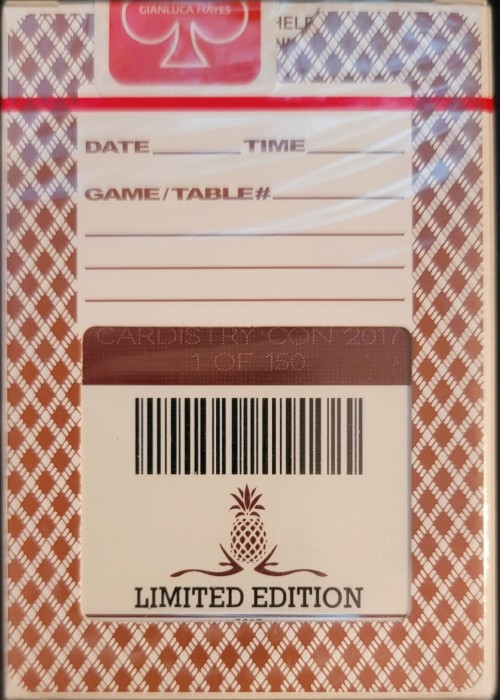 GIANLUCA HAYES
DATE TIME
GAME/TABLE#
CARDISTRY-CON 2017
1 OF 150
LIMITED EDITION